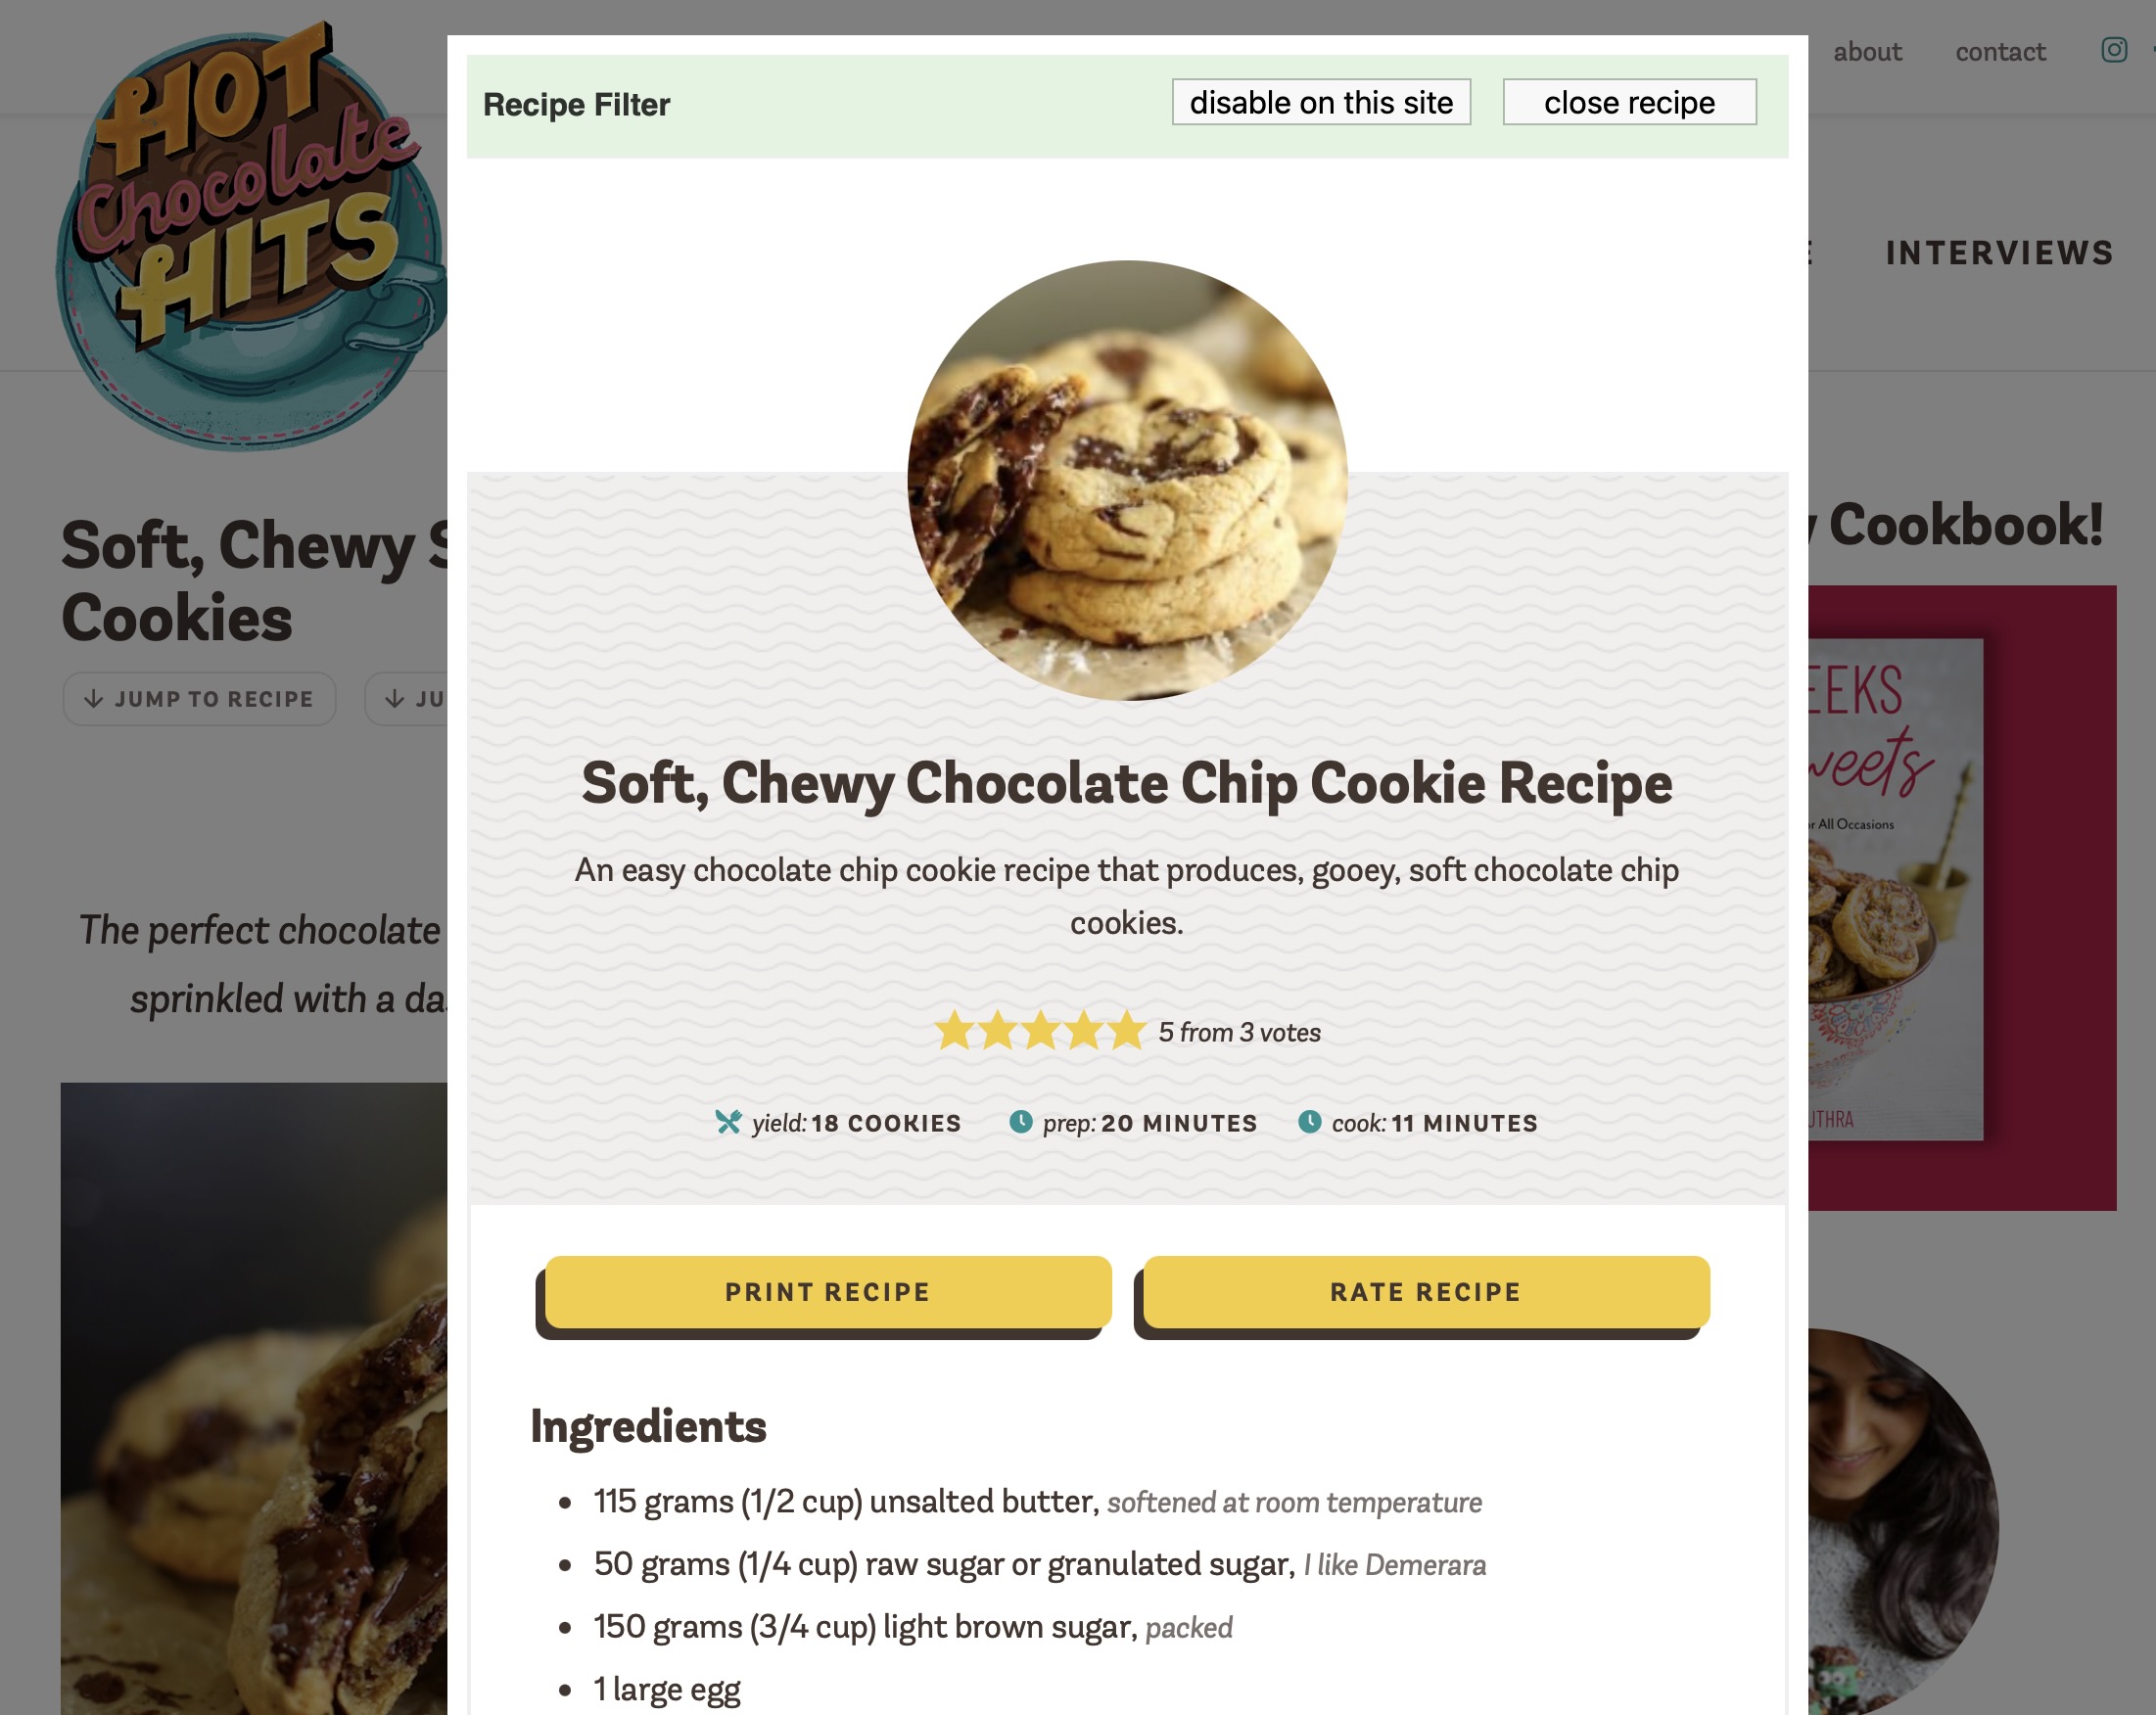 HOT
Chocolate
HITS
about
contact
INTERVIEWS
Recipe Filter
disable on this site
close recipe
Soft, Chewy
Cookies
JUMP TO RECIPE
The perfect chocolate
sprinkled with a
Cookbook!
All Occasions
Soft, Chewy Chocolate Chip Cookie Recipe
An easy chocolate chip cookie recipe that produces, gooey, soft chocolate chip
cookies.
5 from 3 votes
yield: 18 COOKIES
prep: 20 MINUTES
cook: 11 MINUTES
PRINT RECIPE
RATE RECIPE
Ingredients
• 115 grams (1/2 cup) unsalted butter, softened at room temperature
• 50 grams (1/4 cup) raw sugar or granulated sugar, I like Demerara
• 150 grams (3/4 cup) light brown sugar, packed
• 1 large egg